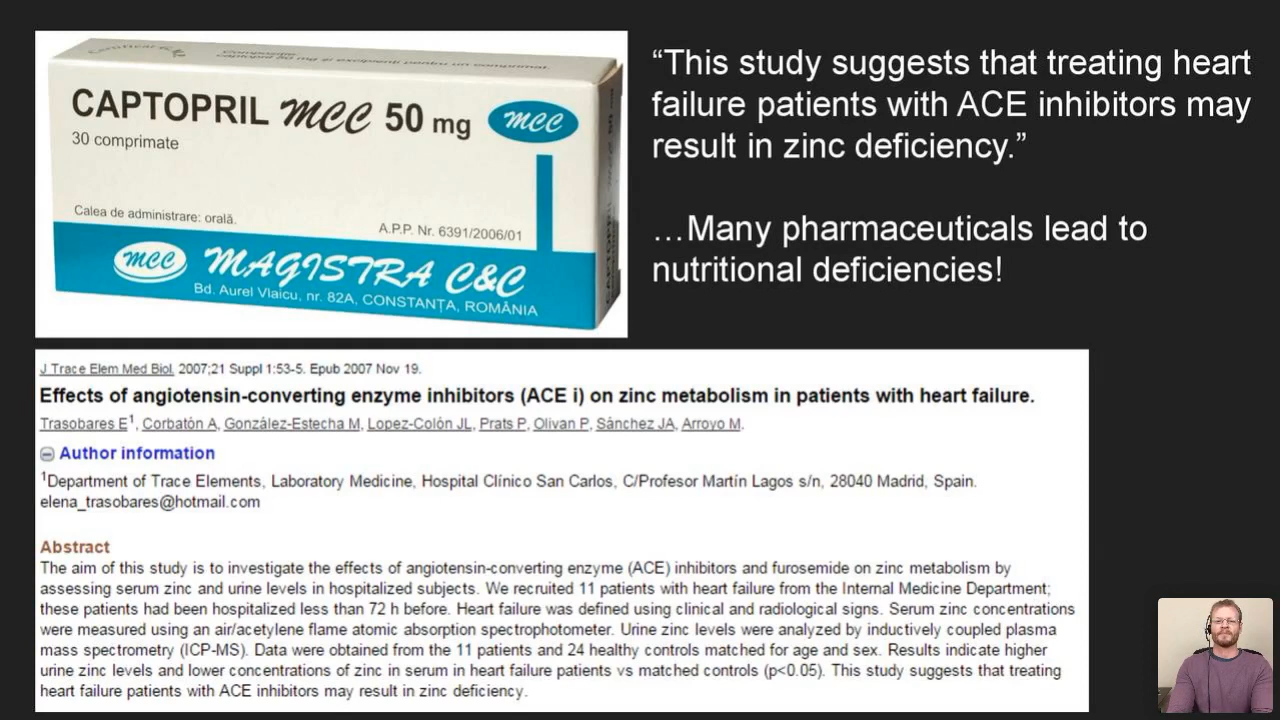 Compoziție:
captopril 50 mg și excipienți pentru un comprimat.
CAPTOPRIL MCC 50 mg
MCC
30 comprimate
Calea de administrare: orală.
A.P.P. Nr. 6391/2006/01
MCC
MAGISTRA C&C
Bd. Aurel Vlaicu, nr. 82A, CONSTANȚA, ROMÂNIA
“This study suggests that treating heart
failure patients with ACE inhibitors may
result in zinc deficiency.”
…Many pharmaceuticals lead to
nutritional deficiencies!
J Trace Elem Med Biol. 2007;21 Suppl 1:53-5. Epub 2007 Nov 19.
Effects of angiotensin-converting enzyme inhibitors (ACE i) on zinc metabolism in patients with heart failure.
Trasobares E1, Corbatón A, González-Estecha M, Lopez-Colón JL, Prats P, Olivan P, Sánchez JA, Arroyo M.
Author information
1Department of Trace Elements, Laboratory Medicine, Hospital Clínico San Carlos, C/Profesor Martín Lagos s/n, 28040 Madrid, Spain.
elena_trasobares@hotmail.com
Abstract
The aim of this study is to investigate the effects of angiotensin-converting enzyme (ACE) inhibitors and furosemide on zinc metabolism by
assessing serum zinc and urine levels in hospitalized subjects. We recruited 11 patients with heart failure from the Internal Medicine Department;
these patients had been hospitalized less than 72 h before. Heart failure was defined using clinical and radiological signs. Serum zinc concentrations
were measured using an air/acetylene flame atomic absorption spectrophotometer. Urine zinc levels were analyzed by inductively coupled plasma
mass spectrometry (ICP-MS). Data were obtained from the 11 patients and 24 healthy controls matched for age and sex. Results indicate higher
urine zinc levels and lower concentrations of zinc in serum in heart failure patients vs matched controls (p<0.05). This study suggests that treating
heart failure patients with ACE inhibitors may result in zinc deficiency.